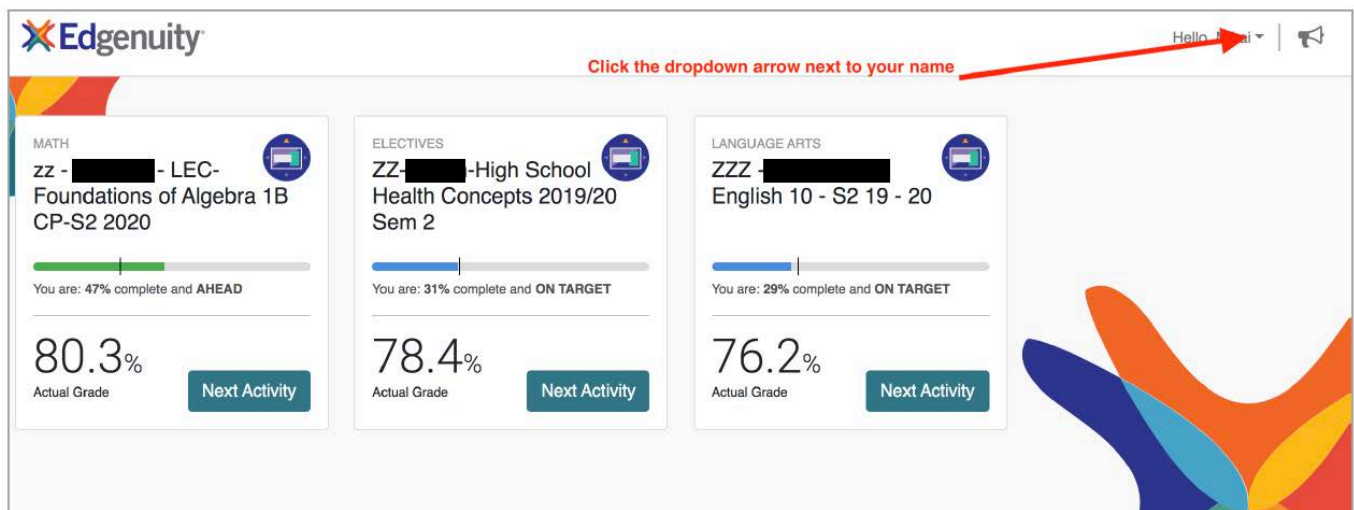 Edgenuity
Hello,
Click the dropdown arrow next to your name
MATH
zz - - LEC-
Foundations of Algebra 1B
CP-S2 2020
You are: 47% complete and AHEAD
80.3%
Actual Grade
Next Activity
ELECTIVES
ZZ- -High School
Health Concepts 2019/20
Sem 2
You are: 31% complete and ON TARGET
78.4%
Actual Grade
Next Activity
LANGUAGE ARTS
ZZZ -
English 10 - S2 19 - 20
You are: 29% complete and ON TARGET
76.2%
Actual Grade
Next Activity